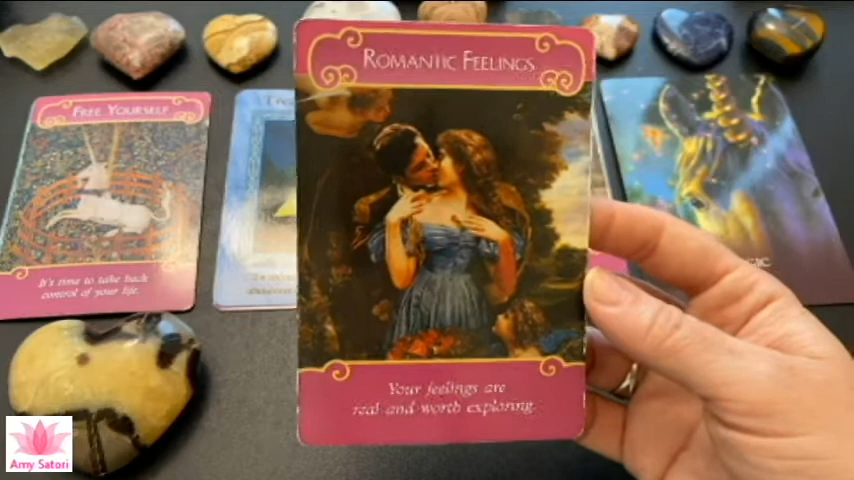 ROMANTIC FEELINGS
FREE YOURSELF
It's time to take back
control of your life.
Your feelings are
real and worth exploring.
Amy Satori